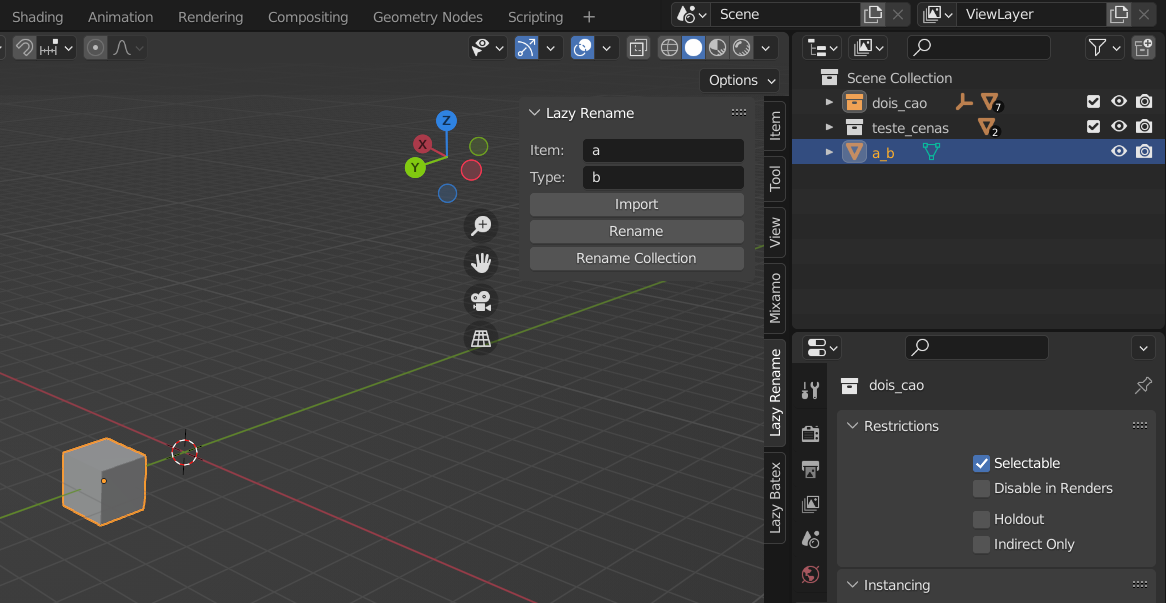 Shading Animation Rendering Compositing Geometry Nodes Scripting + Scene ViewLayer
Options
Lazy Rename
Item: a
Type: b
Import
Rename
Rename Collection
Z
X
Y
Item
Tool
View
Mixamo
Lazy Rename
Lazy Batex
Scene Collection
dois_cao 7
teste_cenas 2
a_b
dois_cao
Restrictions
Selectable
Disable in Renders
Holdout
Indirect Only
Instancing